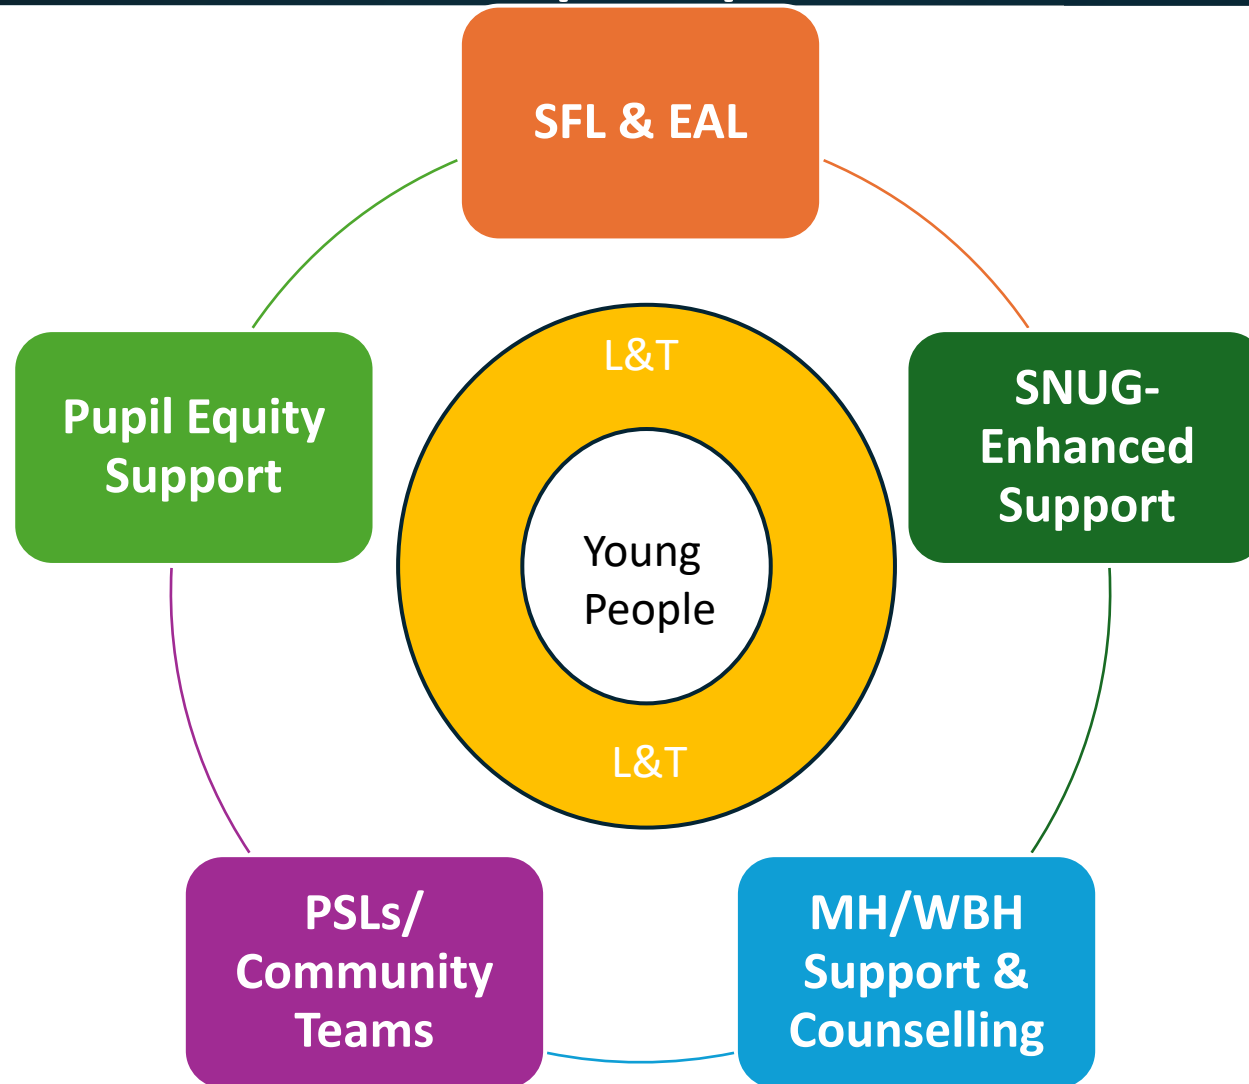 SFL & EAL
L&T
SNUG-
Enhanced
Support
Pupil Equity
Support
Young
People
L&T
PSLs/
Community
Teams
MH/WBH
Support &
Counselling